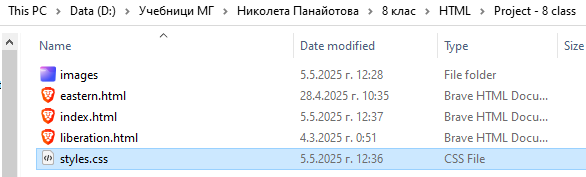 This PC > Data (D:) > Учебници МГ > Николета Панайотова > 8 клас > HTML > Project - 8 class
Name Date modified Type Size
images 5.5.2025 г. 12:28 File folder
eastern.html 28.4.2025 г. 10:35 Brave HTML Docu...
index.html 5.5.2025 г. 12:37 Brave HTML Docu...
liberation.html 4.3.2025 г. 0:51 Brave HTML Docu...
styles.css 5.5.2025 г. 12:36 CSS File